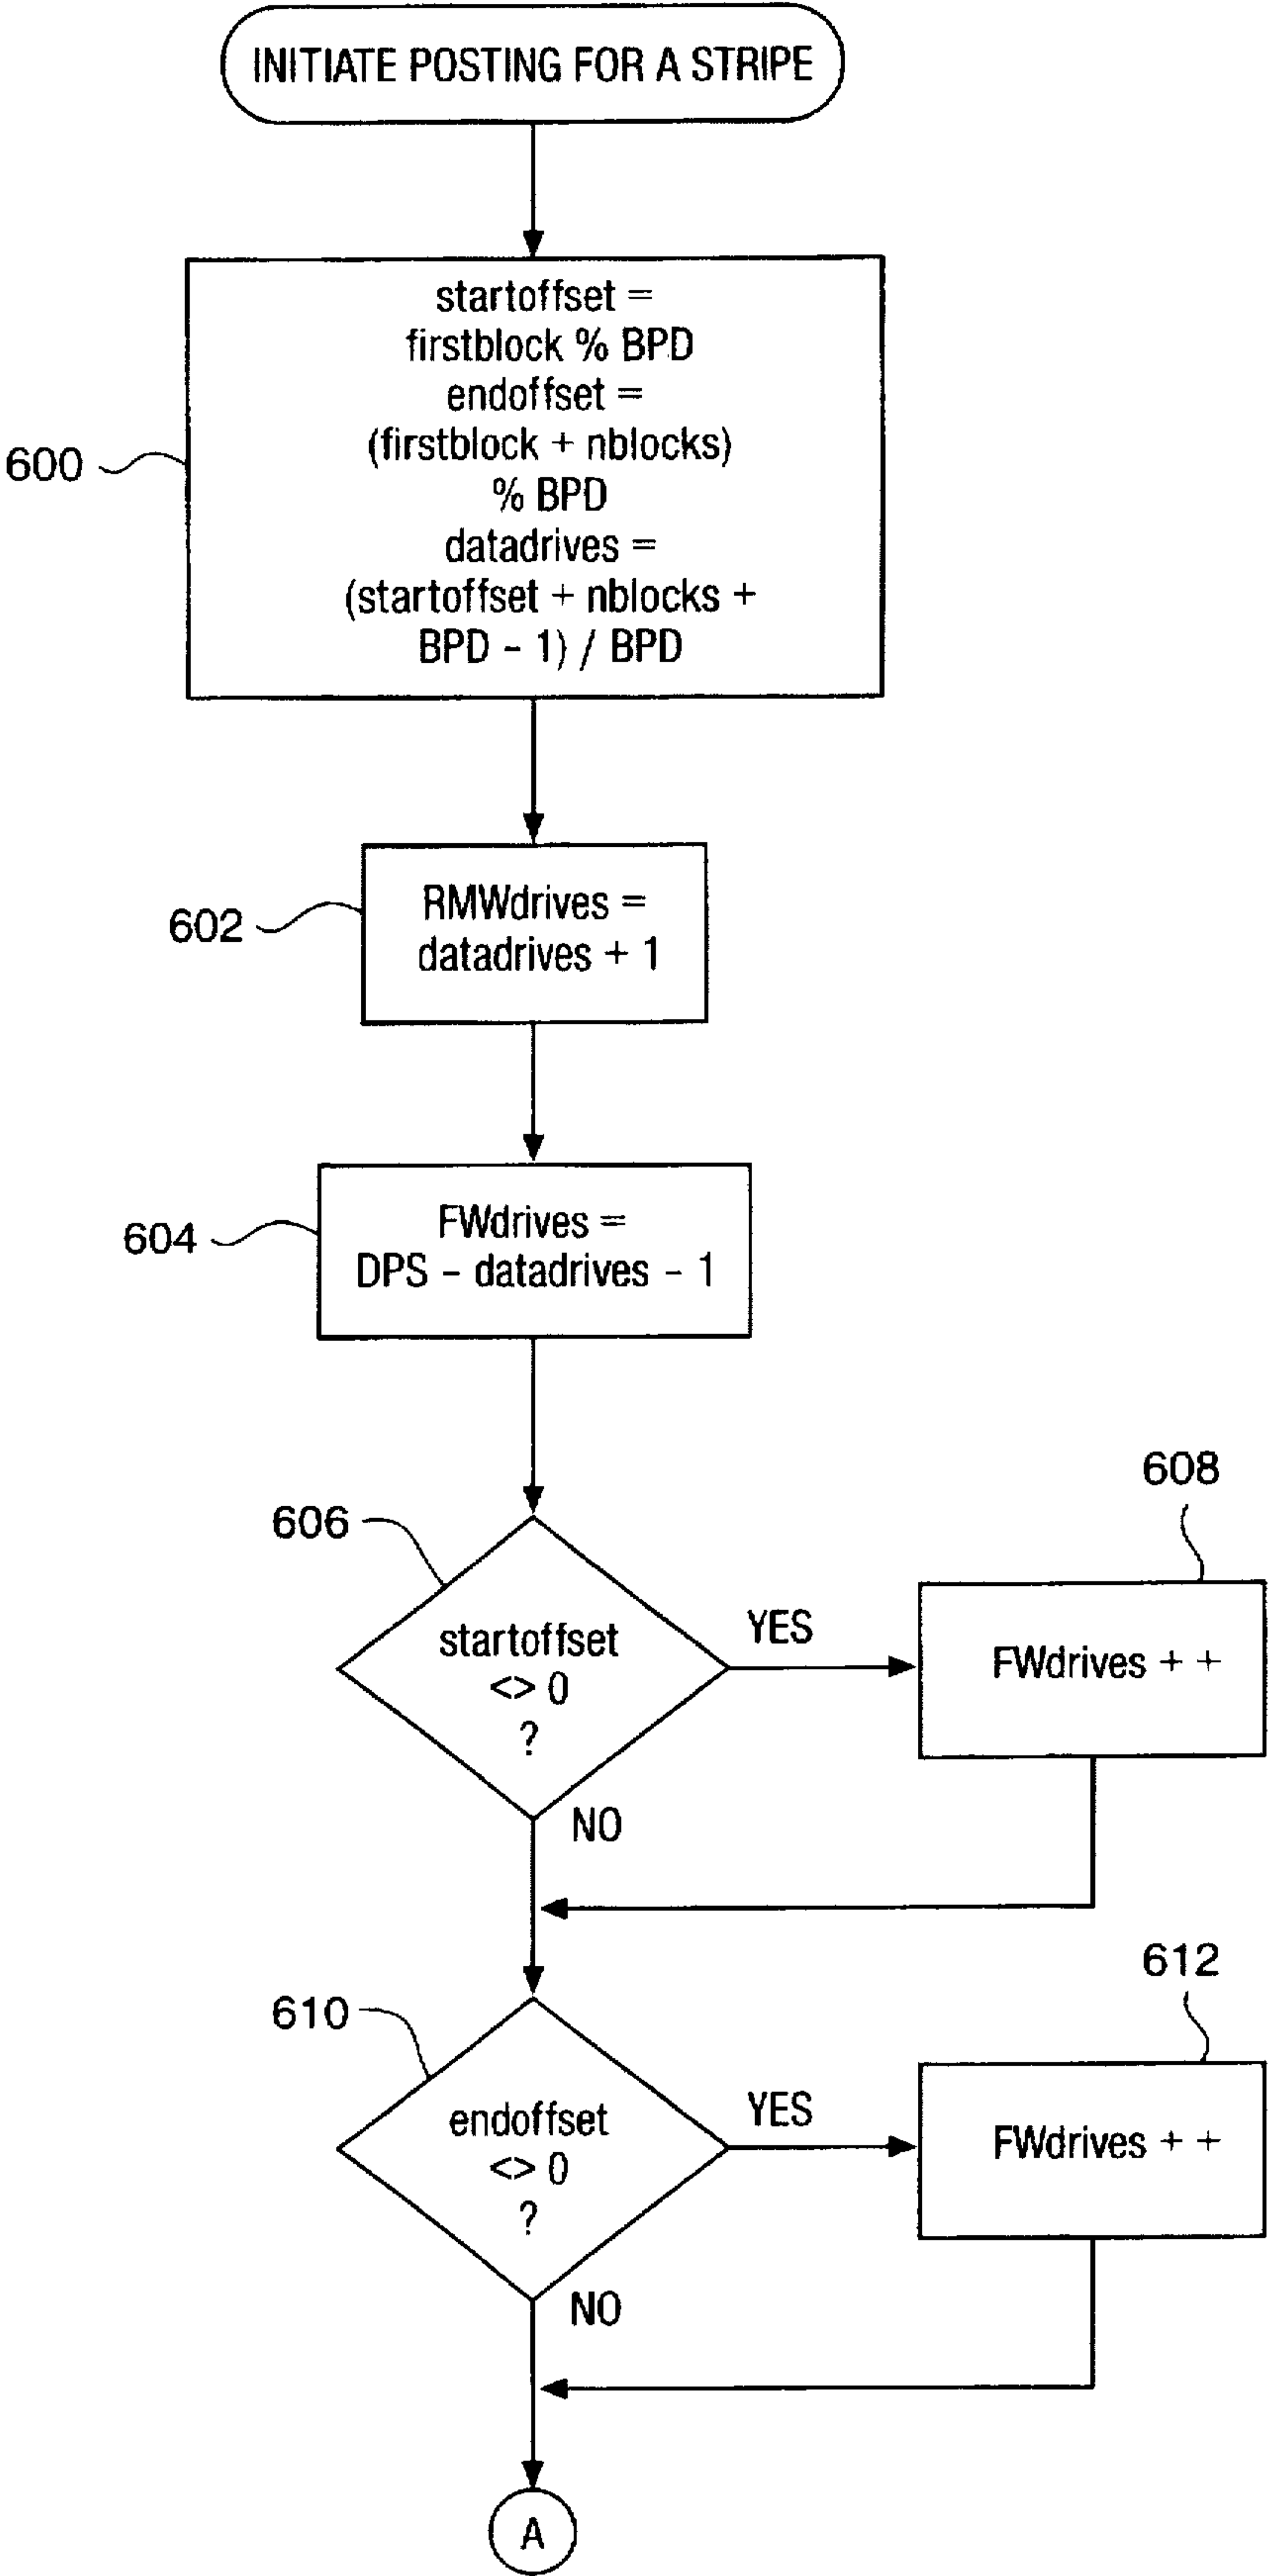 INITIATE POSTING FOR A STRIPE
startoffset =
firstblock % BPD
endoffset =
(firstblock + nblocks)
% BPD
datadrives =
(startoffset + nblocks +
BPD - 1) / BPD
600
RMWdrives =
datadrives + 1
602
FWdrives =
DPS - datadrives - 1
604
606
startoffset
<> 0
?
YES
NO
608
FWdrives + +
610
endoffset
<> 0
?
YES
NO
612
FWdrives + +
A